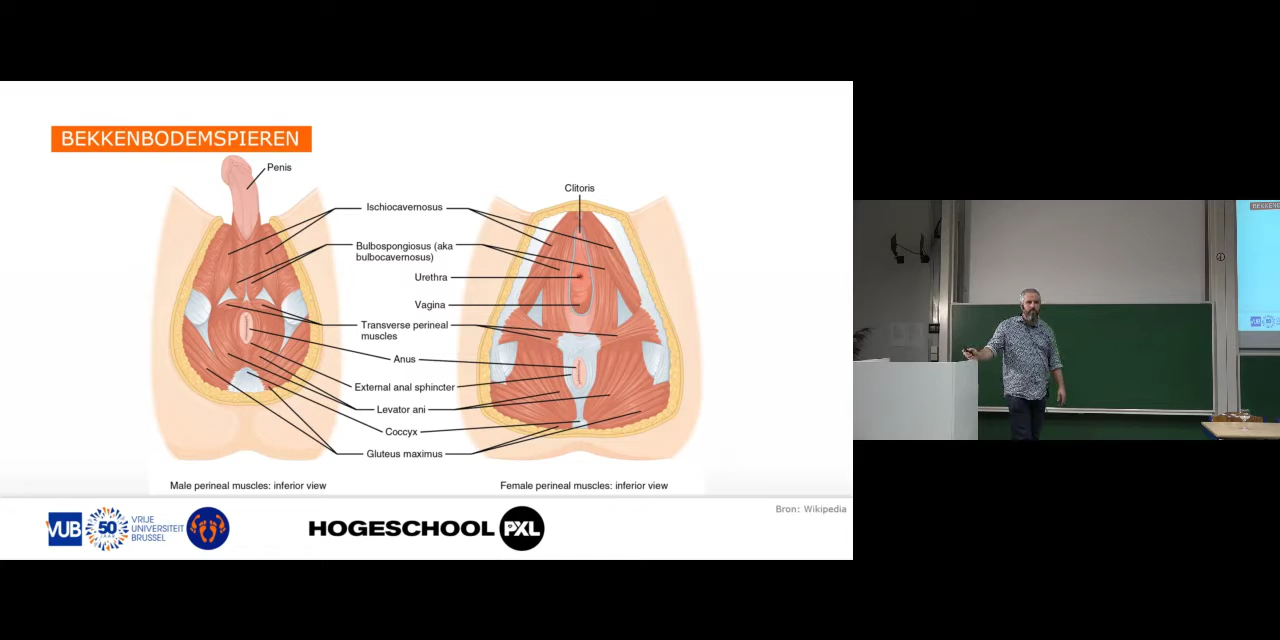 BEKKENBODEMSPIEREN
Penis
Clitoris
Ischiocavernosus
Bulbospongiosus (aka
bulbocavernosus)
Urethra
Vagina
Transverse perineal
muscles
Anus
External anal sphincter
Levator ani
Coccyx
Gluteus maximus
Male perineal muscles: inferior view
Female perineal muscles: inferior view
Bron: Wikipedia
VUB
50
JAAR
VRIJE
UNIVERSITEIT
BRUSSEL
HOGESCHOOL PXL